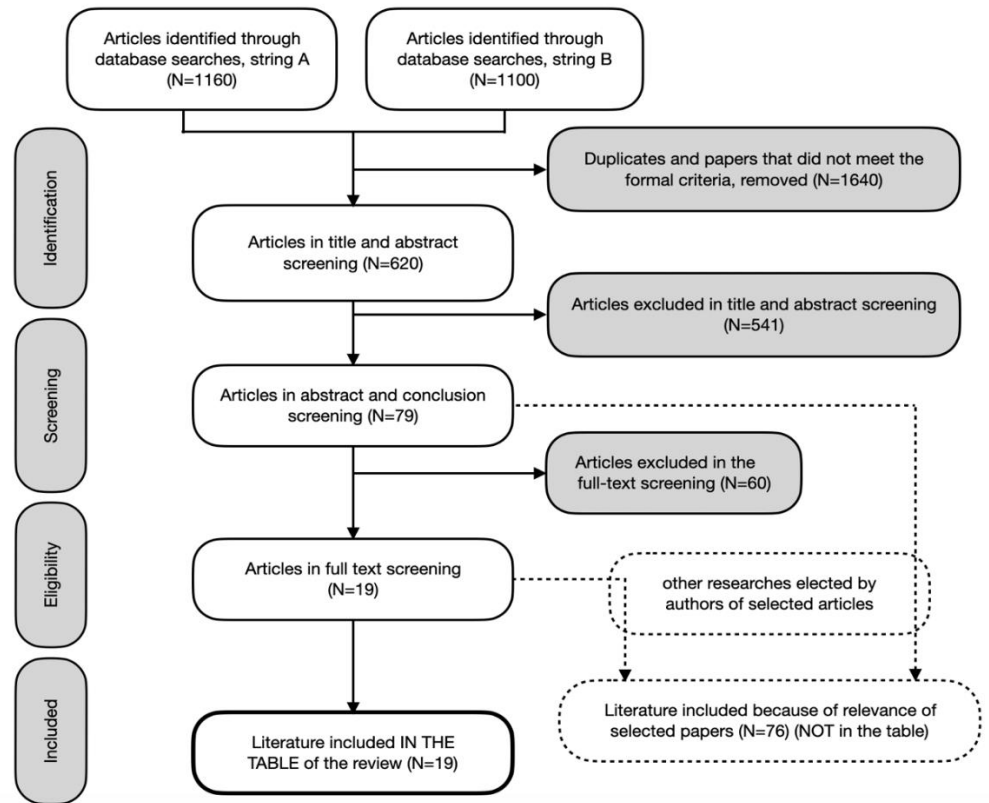 Articles identified through
database searches, string A
(N=1160)
Articles identified through
database searches, string B
(N=1100)
Identification
Duplicates and papers that did not meet the
formal criteria, removed (N=1640)
Articles in title and abstract
screening (N=620)
Articles excluded in title and abstract screening
(N=541)
Screening
Articles in abstract and conclusion
screening (N=79)
Articles excluded in the
full-text screening (N=60)
Eligibility
Articles in full text screening
(N=19)
other researches elected by
authors of selected articles
Included
Literature included IN THE
TABLE of the review (N=19)
Literature included because of relevance of
selected papers (N=76) (NOT in the table)